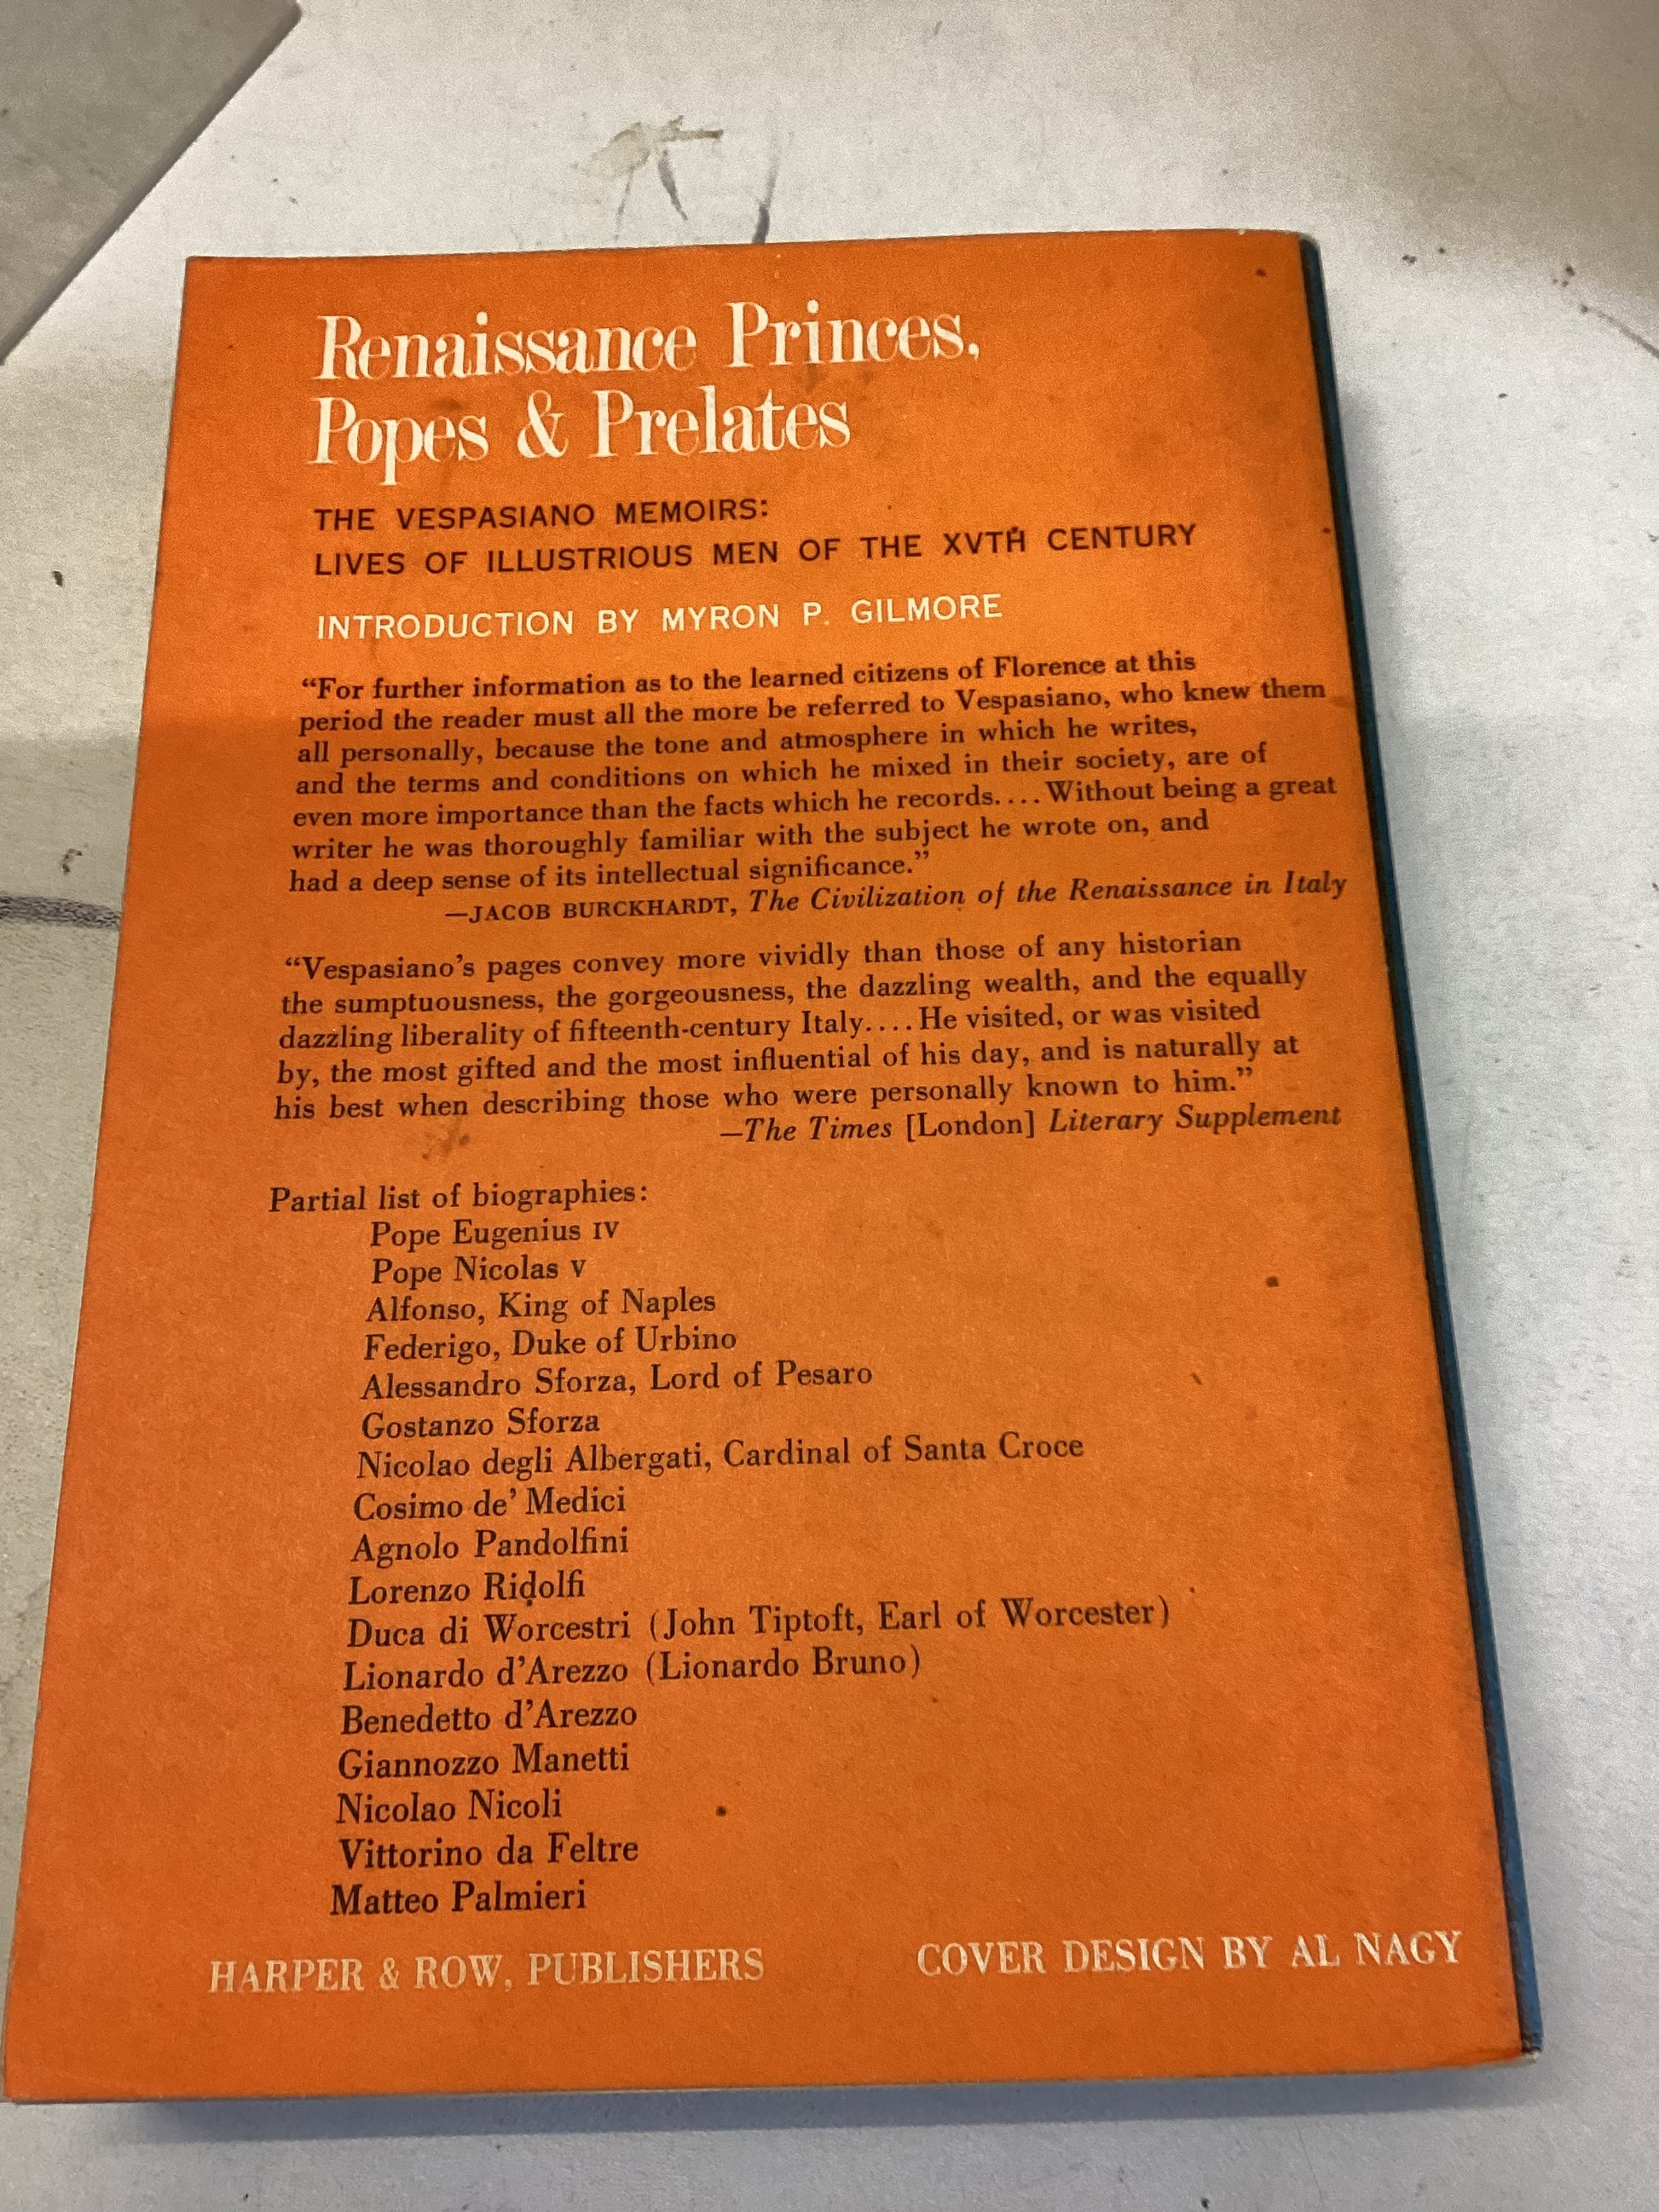 Renaissance Princes,
Popes & Prelates
THE VESPASIANO MEMOIRS:
LIVES OF ILLUSTRIOUS MEN OF THE XVTH CENTURY
INTRODUCTION BY MYRON P. GILMORE
“For further information as to the learned citizens of Florence at this
period the reader must all the more be referred to Vespasiano, who knew them
all personally, because the tone and atmosphere in which he writes,
and the terms and conditions on which he mixed in their society, are of
even more importance than the facts which he records.... Without being a great
writer he was thoroughly familiar with the subject he wrote on, and
had a deep sense of its intellectual significance.”
—JACOB BURCKHARDT, The Civilization of the Renaissance in Italy
“Vespasiano’s pages convey more vividly than those of any historian
the sumptuousness, the gorgeousness, the dazzling wealth, and the equally
dazzling liberality of fifteenth-century Italy.... He visited, or was visited
by, the most gifted and the most influential of his day, and is naturally at
his best when describing those who were personally known to him.”
—The Times [London] Literary Supplement
Partial list of biographies:
Pope Eugenius IV
Pope Nicolas V
Alfonso, King of Naples
Federigo, Duke of Urbino
Alessandro Sforza, Lord of Pesaro
Gostanzo Sforza
Nicolao degli Albergati, Cardinal of Santa Croce
Cosimo de’ Medici
Agnolo Pandolfini
Lorenzo Ridolfi
Duca di Worcestri (John Tiptoft, Earl of Worcester)
Lionardo d’Arezzo (Lionardo Bruno)
Benedetto d’Arezzo
Giannozzo Manetti
Nicolao Nicoli
Vittorino da Feltre
Matteo Palmieri
HARPER & ROW, PUBLISHERS
COVER DESIGN BY AL NAGY